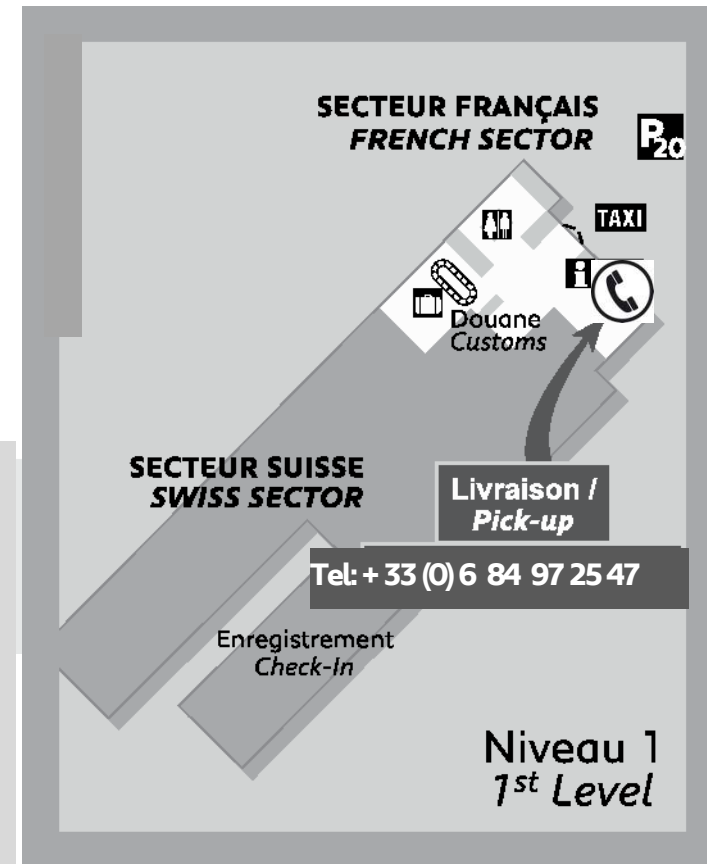 SECTEUR FRANÇAIS
FRENCH SECTOR
P20
TAXI
i
Douane
Customs
SECTEUR SUISSE
SWISS SECTOR
Livraison /
Pick-up
Tel: + 33 (0) 6 84 97 25 47
Enregistrement
Check-In
Niveau 1
1st Level